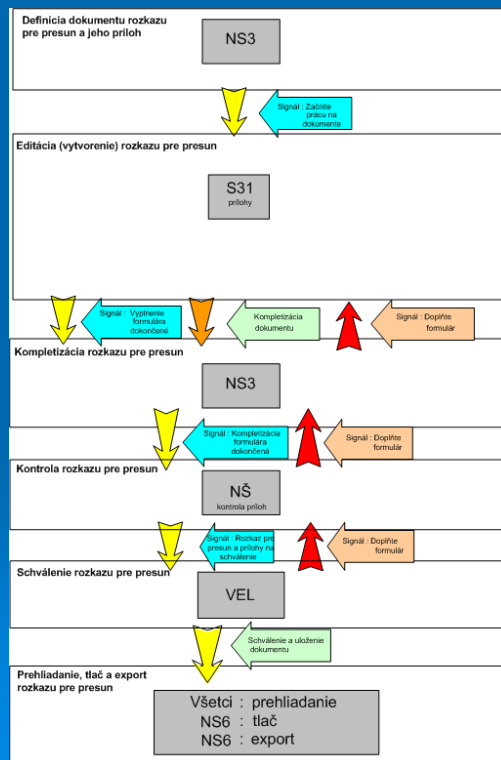 Definícia dokumentu rozkazu
pre presun a jeho príloh
NS3
Signál : Začnite
prácu na
dokumente
Editácia (vytvorenie) rozkazu pre presun
S31
prílohy
Signál : Vyplnenie
formulára
dokončené
Kompletizácia
dokumentu
Signál : Doplňte
formulár
Kompletizácia rozkazu pre presun
NS3
Signál : Kompletizácia
formulára
dokončená
Signál : Doplňte
formulár
Kontrola rozkazu pre presun
NŠ
kontrola príloh
Signál : Rozkaz pre
presun a prílohy na
schválenie
Signál : Doplňte
formulár
Schválenie rozkazu pre presun
VEL
Schválenie a uloženie
dokumentu
Prehliadanie, tlač a export
rozkazu pre presun
Všetci : prehliadanie
NS6 : tlač
NS6 : export